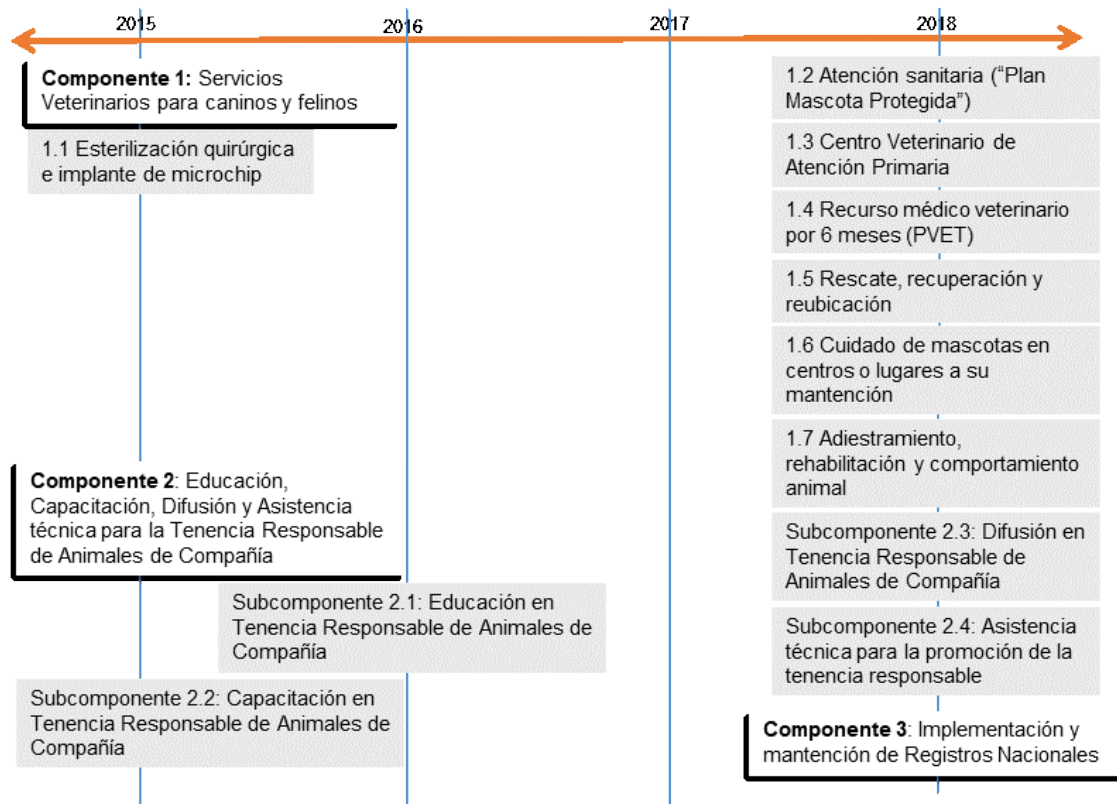 2015
2016
2017
2018
Componente 1: Servicios
Veterinarios para caninos y felinos
1.1 Esterilización quirúrgica
e implante de microchip
1.2 Atención sanitaria (“Plan
Mascota Protegida”)
1.3 Centro Veterinario de
Atención Primaria
1.4 Recurso médico veterinario
por 6 meses (PVET)
1.5 Rescate, recuperación y
reubicación
1.6 Cuidado de mascotas en
centros o lugares a su
mantención
1.7 Adiestramiento,
rehabilitación y comportamiento
animal
Componente 2: Educación,
Capacitación, Difusión y Asistencia
técnica para la Tenencia Responsable
de Animales de Compañía
Subcomponente 2.1: Educación en
Tenencia Responsable de Animales de
Compañía
Subcomponente 2.2: Capacitación en
Tenencia Responsable de Animales de
Compañía
Subcomponente 2.3: Difusión en
Tenencia Responsable de
Animales de Compañía
Subcomponente 2.4: Asistencia
técnica para la promoción de la
tenencia responsable
Componente 3: Implementación y
mantención de Registros Nacionales